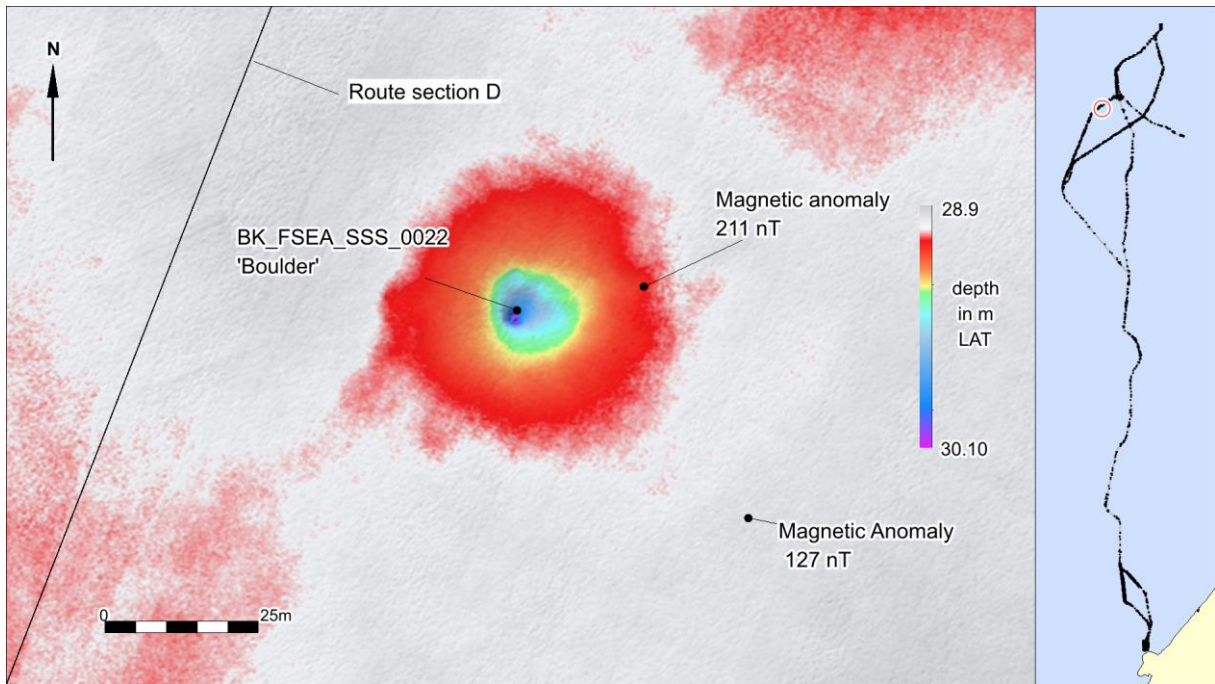 N
Route section D
Magnetic anomaly
211 nT
BK_FSEA_SSS_0022
'Boulder'
28.9
depth
in m
LAT
30.10
Magnetic Anomaly
127 nT
0
25m